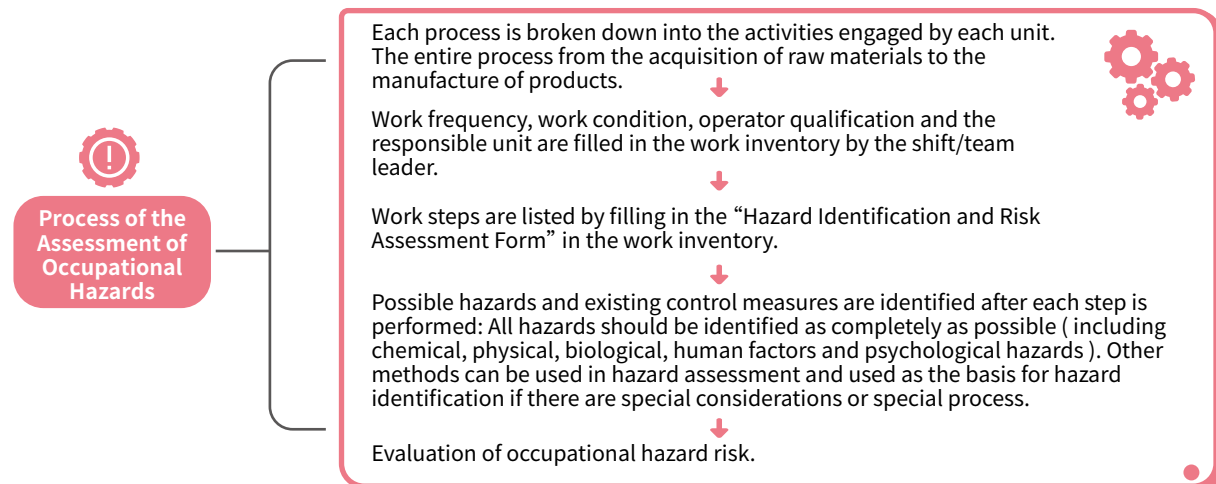 Process of the
Assessment of
Occupational
Hazards
Each process is broken down into the activities engaged by each unit.
The entire process from the acquisition of raw materials to the
manufacture of products.
Work frequency, work condition, operator qualification and the
responsible unit are filled in the work inventory by the shift/team
leader.
Work steps are listed by filling in the “Hazard Identification and Risk
Assessment Form” in the work inventory.
Possible hazards and existing control measures are identified after each step is
performed: All hazards should be identified as completely as possible ( including
chemical, physical, biological, human factors and psychological hazards ). Other
methods can be used in hazard assessment and used as the basis for hazard
identification if there are special considerations or special process.
Evaluation of occupational hazard risk.